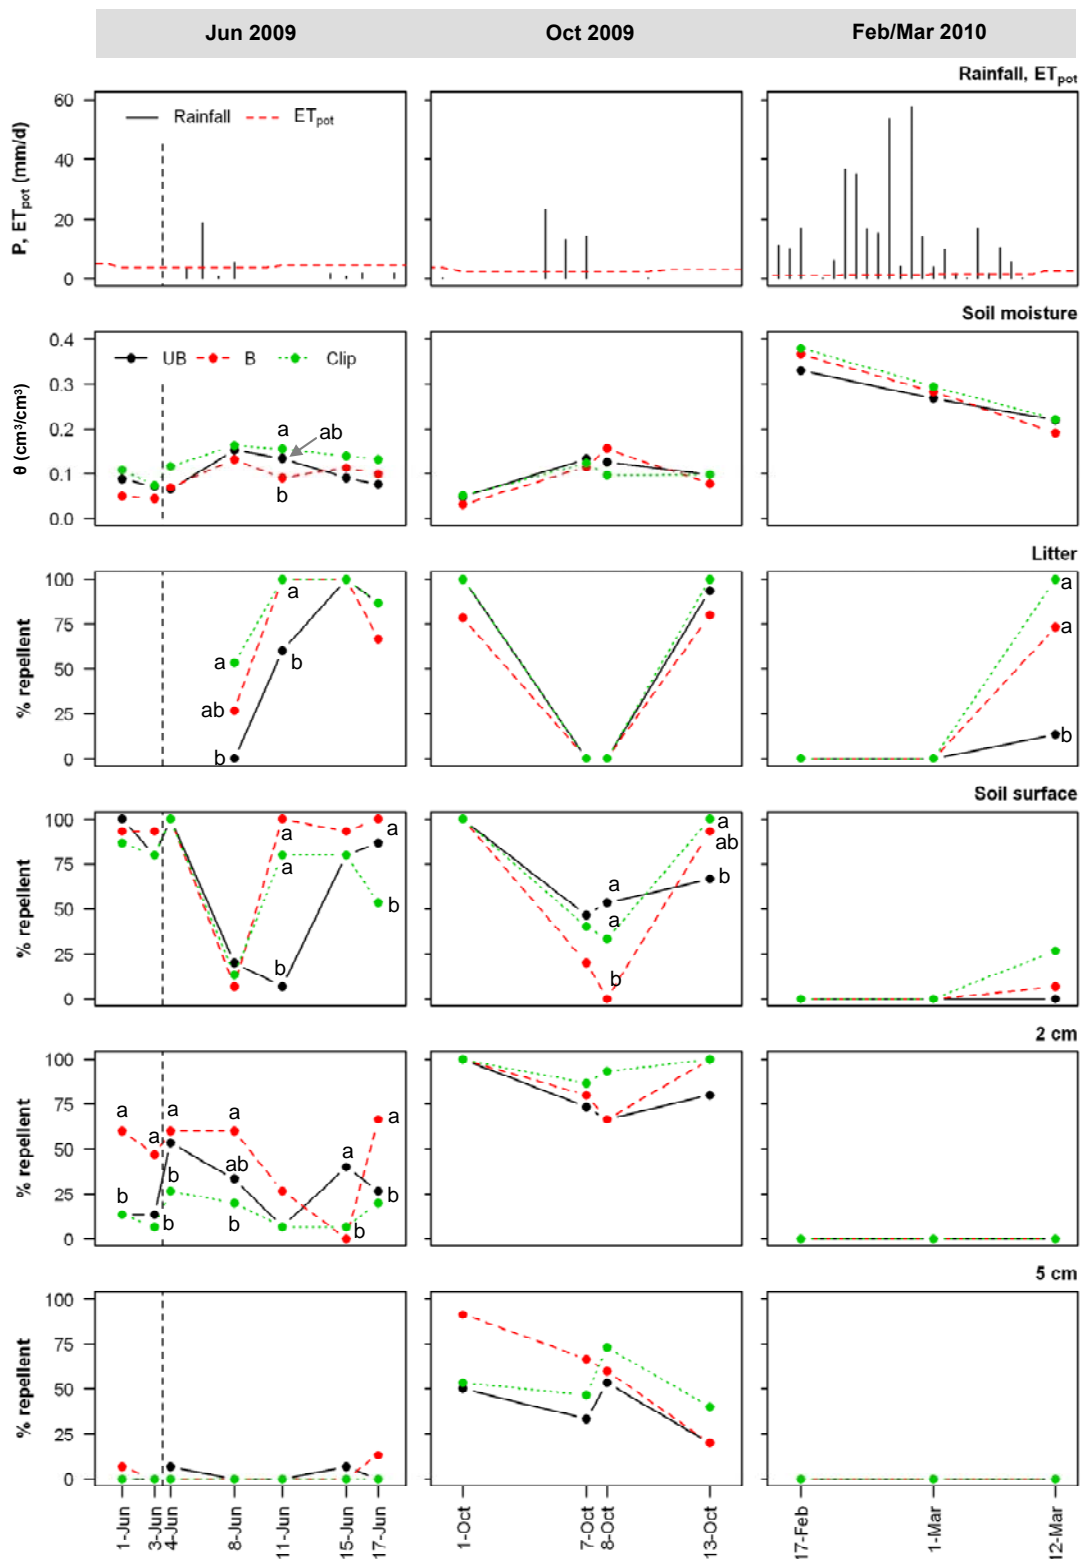 Jun 2009 Oct 2009 Feb/Mar 2010
Rainfall, ETpot
P, ETpot (mm/d)
60
40
20
0
Rainfall ETpot
Soil moisture
θ (cm³/cm³)
0.4
0.3
0.2
0.1
0.0
UB B Clip
a
ab
b
Litter
% repellent
100
75
50
25
0
a
ab
b
a
b
a
a
b
Soil surface
% repellent
100
75
50
25
0
a
a
b
a
b
a
a
b
a
ab
b
2 cm
% repellent
100
75
50
25
0
a
b
a
b
a
b
a
ab
b
a
b
a
b
5 cm
% repellent
100
75
50
25
0
1-Jun
3-Jun
4-Jun
8-Jun
11-Jun
15-Jun
17-Jun
1-Oct
7-Oct
8-Oct
13-Oct
17-Feb
1-Mar
12-Mar